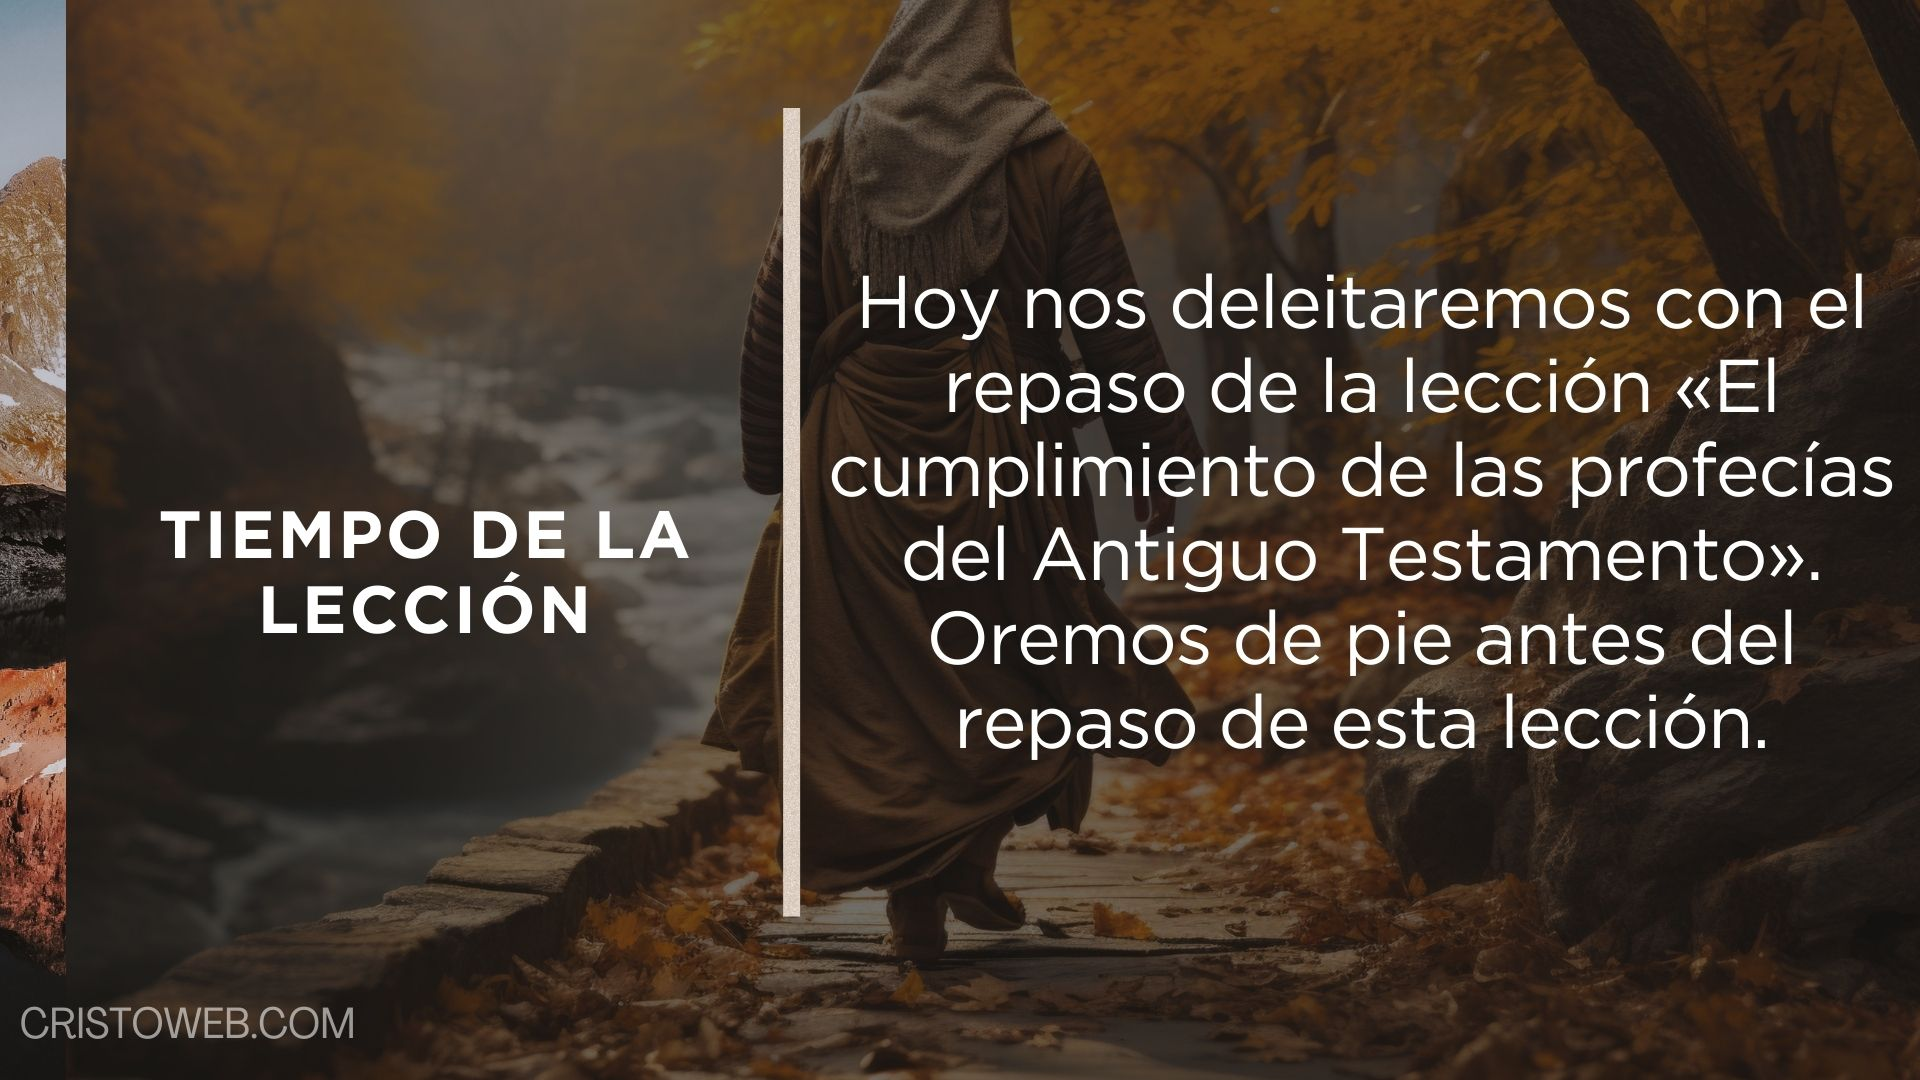 TIEMPO DE LA
LECCIÓN
Hoy nos deleitaremos con el
repaso de la lección «El
cumplimiento de las profecías
del Antiguo Testamento».
Oremos de pie antes del
repaso de esta lección.
CRISTOWEB.COM